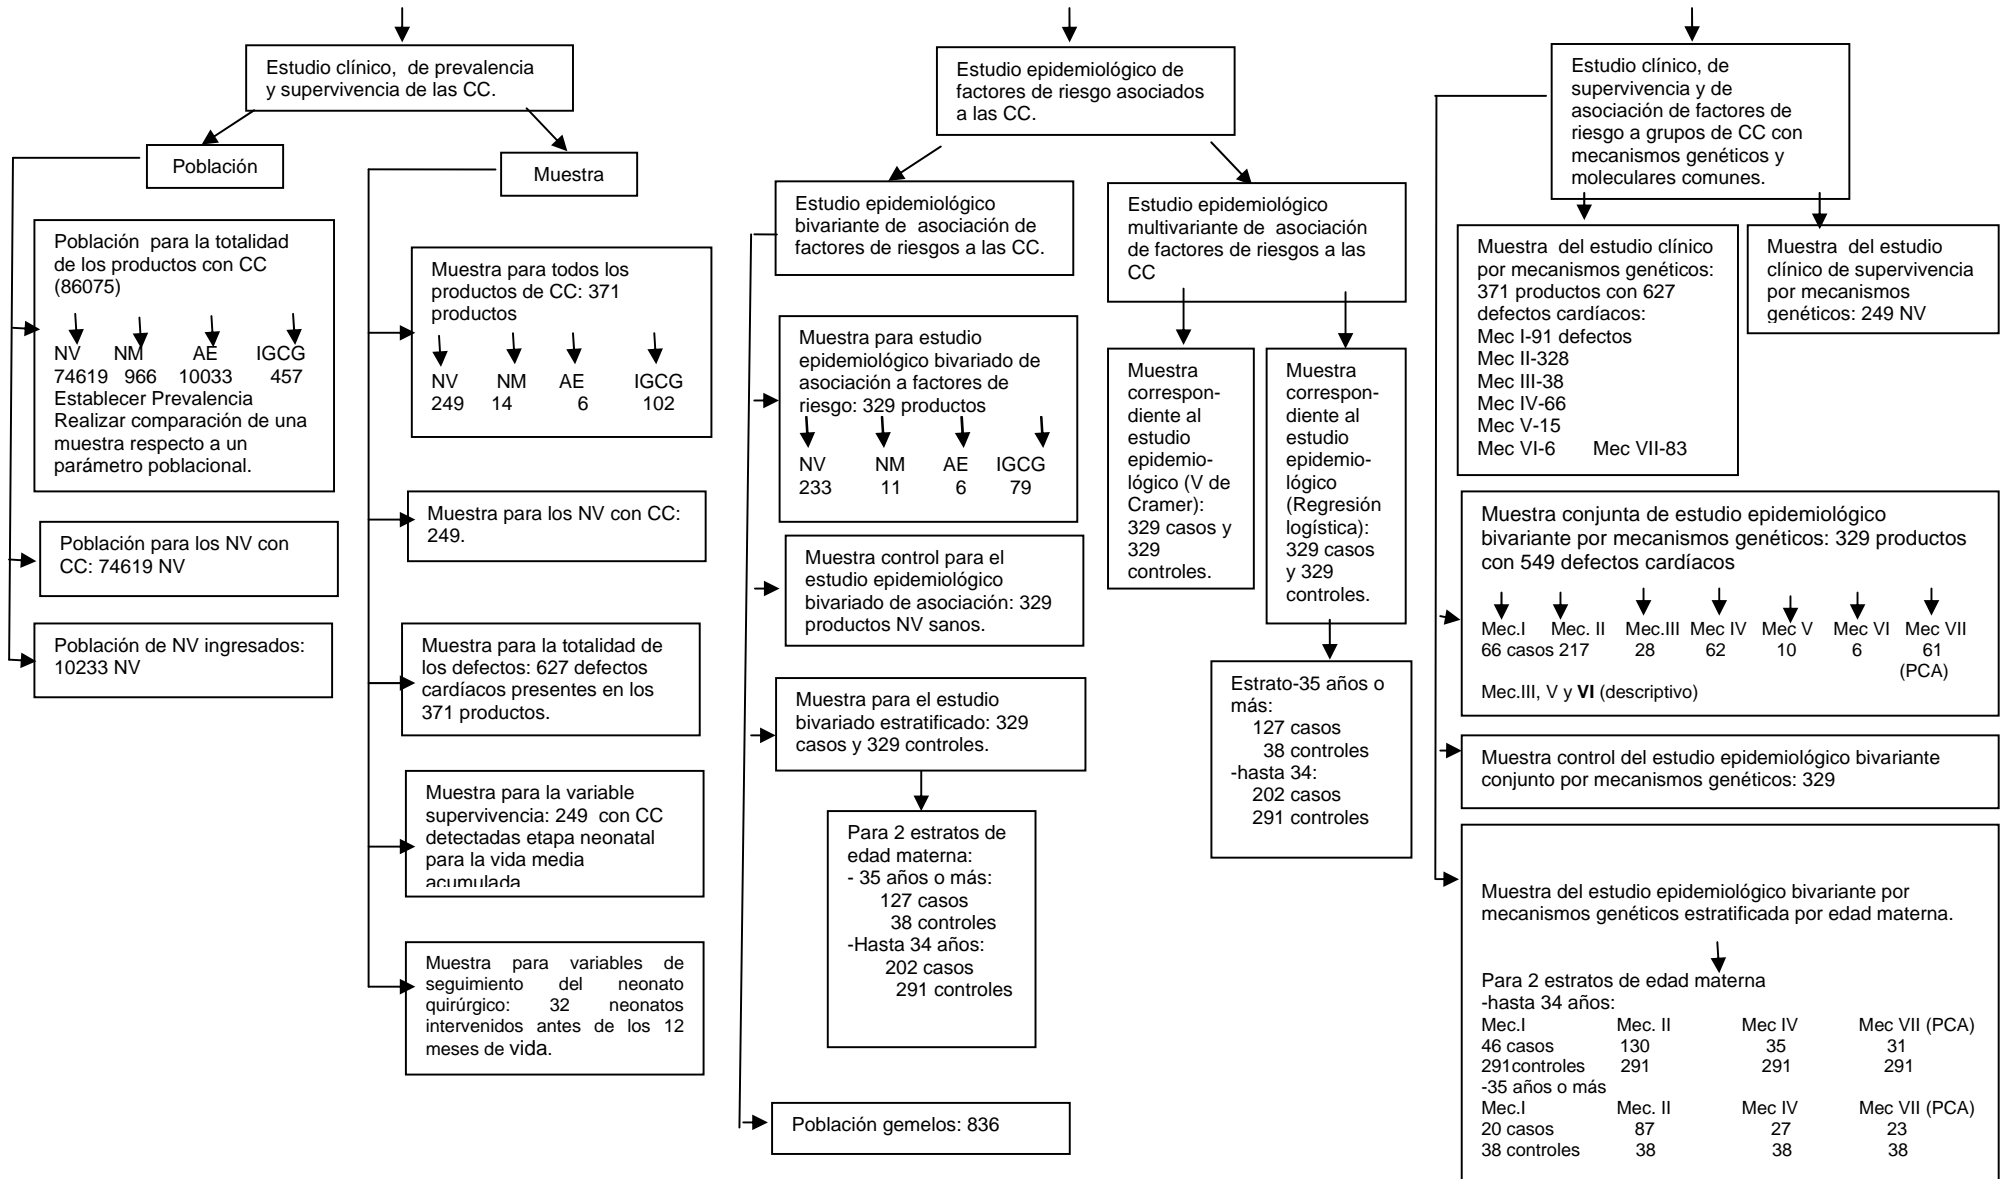 Estudio clínico, de prevalencia
y supervivencia de las CC.
Población
Muestra
Población para la totalidad
de los productos con CC
(86075)
NV NM AE IGCG
74619 966 10033 457
Establecer Prevalencia
Realizar comparación de una
muestra respecto a un
parámetro poblacional.
Población para los NV con
CC: 74619 NV
Población de NV ingresados:
10233 NV
Muestra para todos los
productos de CC: 371
productos
NV NM AE IGCG
249 14 6 102
Muestra para los NV con CC:
249.
Muestra para la totalidad de
los defectos: 627 defectos
cardíacos presentes en los
371 productos.
Muestra para la variable
supervivencia: 249 con CC
detectadas etapa neonatal
para la vida media
acumulada
Muestra para variables de
seguimiento del neonato
quirúrgico: 32 neonatos
intervenidos antes de los 12
meses de vida.
Estudio epidemiológico de
factores de riesgo asociados
a las CC.
Estudio epidemiológico
bivariante de asociación de
factores de riesgos a las CC.
Muestra para estudio
epidemiológico bivariado de
asociación a factores de
riesgo: 329 productos
NV NM AE IGCG
233 11 6 79
Muestra control para el
estudio epidemiológico
bivariado de asociación: 329
productos NV sanos.
Muestra para el estudio
bivariado estratificado: 329
casos y 329 controles.
Para 2 estratos de
edad materna:
- 35 años o más:
127 casos
38 controles
-Hasta 34 años:
202 casos
291 controles
Población gemelos: 836
Estudio epidemiológico
multivariante de asociación
de factores de riesgos a las
CC
Muestra
correspon-
diente al
estudio
epidemio-
lógico (V de
Cramer):
329 casos y
329
controles.
Muestra
correspon-
diente al
estudio
epidemio-
lógico
(Regresión
logística):
329 casos
y 329
controles.
Estrato-35 años o
más:
127 casos
38 controles
-hasta 34:
202 casos
291 controles
Estudio clínico, de
supervivencia y de
asociación de factores de
riesgo a grupos de CC con
mecanismos genéticos y
moleculares comunes.
Muestra del estudio clínico
por mecanismos genéticos:
371 productos con 627
defectos cardíacos:
Mec I-91 defectos
Mec II-328
Mec III-38
Mec IV-66
Mec V-15
Mec VI-6 Mec VII-83
Muestra del estudio
clínico de supervivencia
por mecanismos
genéticos: 249 NV
Muestra conjunta de estudio epidemiológico
bivariante por mecanismos genéticos: 329 productos
con 549 defectos cardíacos
Mec.I Mec. II Mec.III Mec IV Mec V Mec VI Mec VII
66 casos 217 28 62 10 6 61
(PCA)
Mec.III, V y VI (descriptivo)
Muestra control del estudio epidemiológico bivariante
conjunto por mecanismos genéticos: 329
Muestra del estudio epidemiológico bivariante por
mecanismos genéticos estratificada por edad materna.
Para 2 estratos de edad materna
-hasta 34 años:
Mec.I Mec. II Mec IV Mec VII (PCA)
46 casos 130 35 31
291controles 291 291 291
-35 años o más
Mec.I Mec. II Mec IV Mec VII (PCA)
20 casos 87 27 23
38 controles 38 38 38